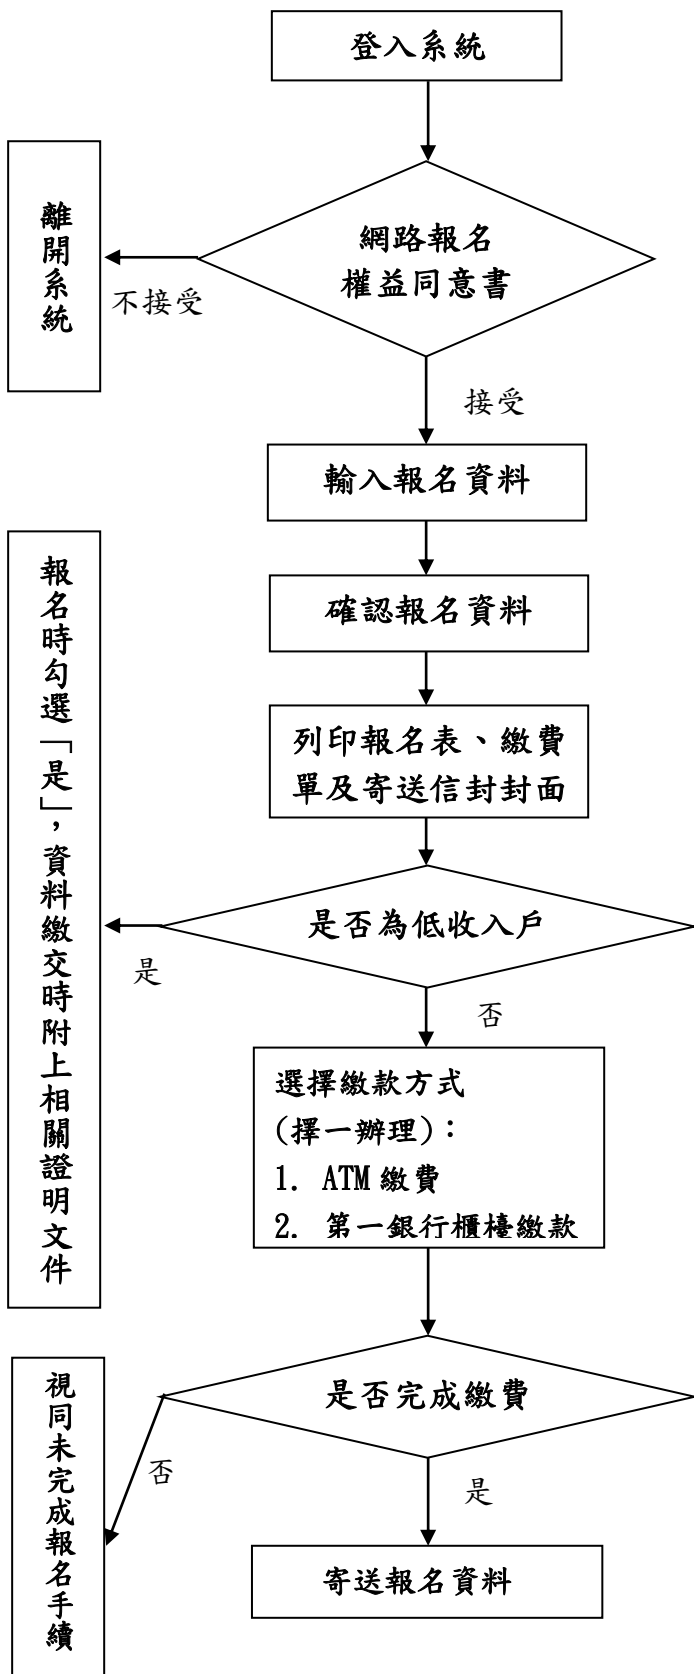 登入系統
網路報名
權益同意書
離開系統
不接受
接受
輸入報名資料
確認報名資料
列印報名表、繳費
單及寄送信封封面
是否為低收入戶
報名時勾選「是」，資料繳交時附上相關證明文件
是
否
選擇繳款方式
(擇一辦理)：
1. ATM 繳費
2. 第一銀行櫃檯繳款
是否完成繳費
視同未完成報名手續
否
是
寄送報名資料